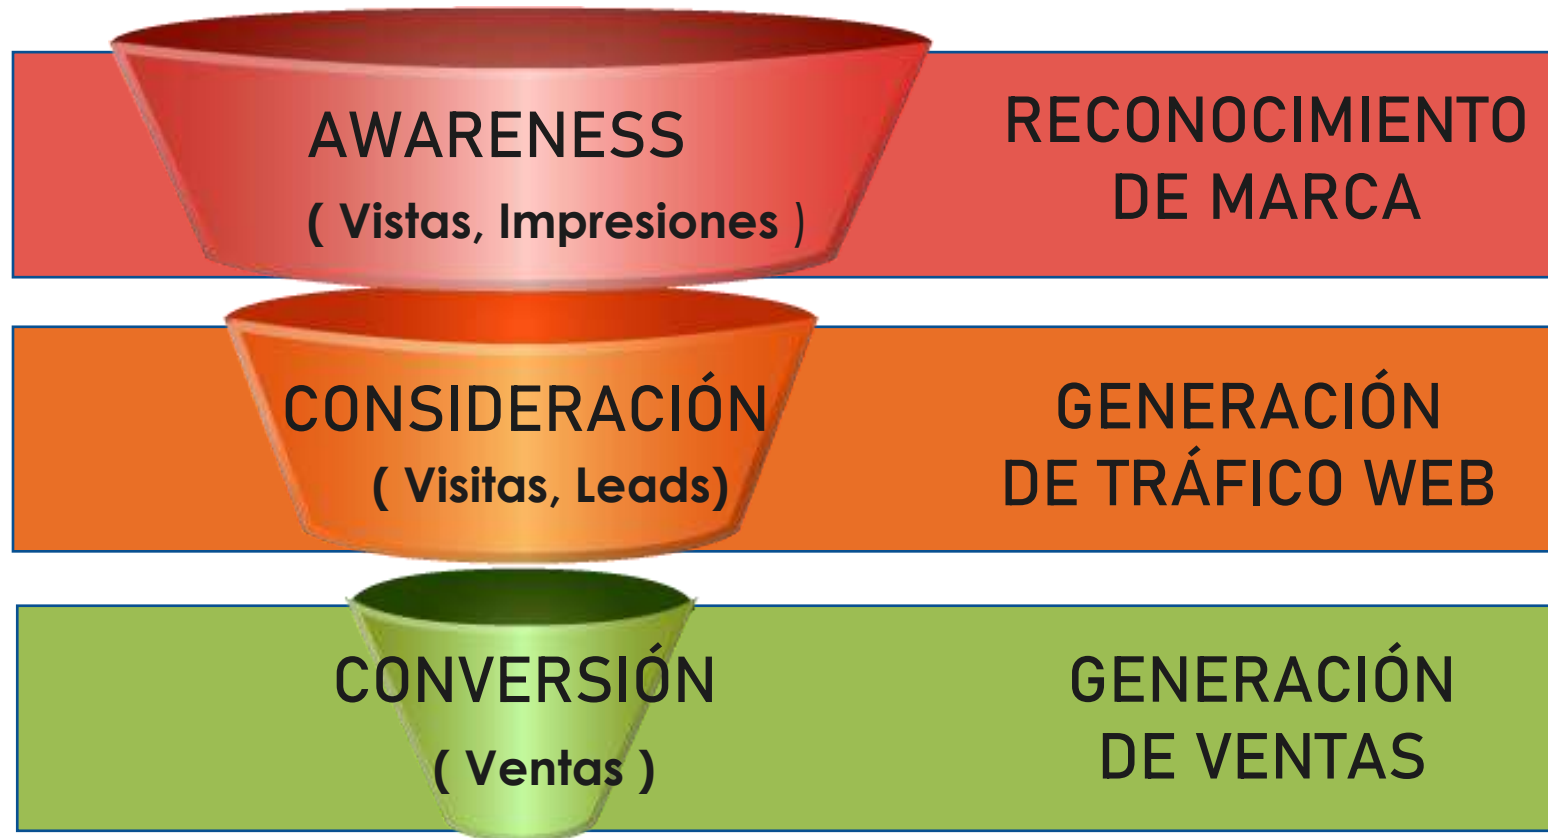 AWARENESS
( Vistas, Impresiones )
RECONOCIMIENTO
DE MARCA
CONSIDERACIÓN
( Visitas, Leads)
GENERACIÓN
DE TRÁFICO WEB
CONVERSIÓN
( Ventas )
GENERACIÓN
DE VENTAS